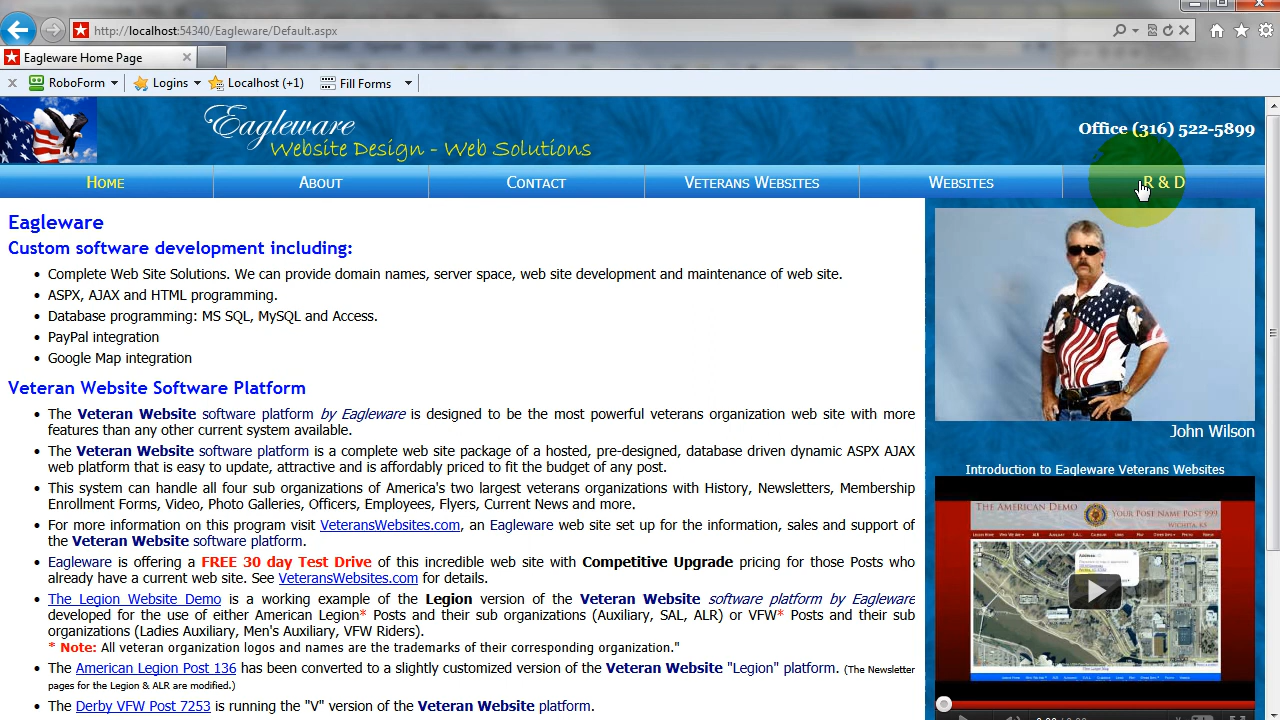 http://localhost:54340/Eagleware/Default.aspx
Eagleware Home Page
RoboForm Logins Localhost (+1) Fill Forms
Eagleware
Website Design - Web Solutions
Office (316) 522-5899
Home About Contact Veterans Websites Websites R & D
Eagleware
Custom software development including:
• Complete Web Site Solutions. We can provide domain names, server space, web site development and maintenance of web site.
• ASPX, AJAX and HTML programming.
• Database programming: MS SQL, MySQL and Access.
• PayPal integration
• Google Map integration
Veteran Website Software Platform
• The Veteran Website software platform by Eagleware is designed to be the most powerful veterans organization web site with more
features than any other current system available.
• The Veteran Website software platform is a complete web site package of a hosted, pre-designed, database driven dynamic ASPX AJAX
web platform that is easy to update, attractive and is affordably priced to fit the budget of any post.
• This system can handle all four sub organizations of America's two largest veterans organizations with History, Newsletters, Membership
Enrollment Forms, Video, Photo Galleries, Officers, Employees, Flyers, Current News and more.
• For more information on this program visit VeteransWebsites.com, an Eagleware web site set up for the information, sales and support of
the Veteran Website software platform.
• Eagleware is offering a FREE 30 day Test Drive of this incredible web site with Competitive Upgrade pricing for those Posts who
already have a current web site. See VeteransWebsites.com for details.
• The Legion Website Demo is a working example of the Legion version of the Veteran Website software platform by Eagleware
developed for the use of either American Legion* Posts and their sub organizations (Auxiliary, SAL, ALR) or VFW* Posts and their sub
organizations (Ladies Auxiliary, Men's Auxiliary, VFW Riders).
* Note: All veteran organization logos and names are the trademarks of their corresponding organization."
• The American Legion Post 136 has been converted to a slightly customized version of the Veteran Website "Legion" platform. (The Newsletter
pages for the Legion & ALR are modified.)
• The Derby VFW Post 7253 is running the "V" version of the Veteran Website platform.
John Wilson
Introduction to Eagleware Veterans Websites
The American Demo Your Post Name Post 999
Wichita, KS